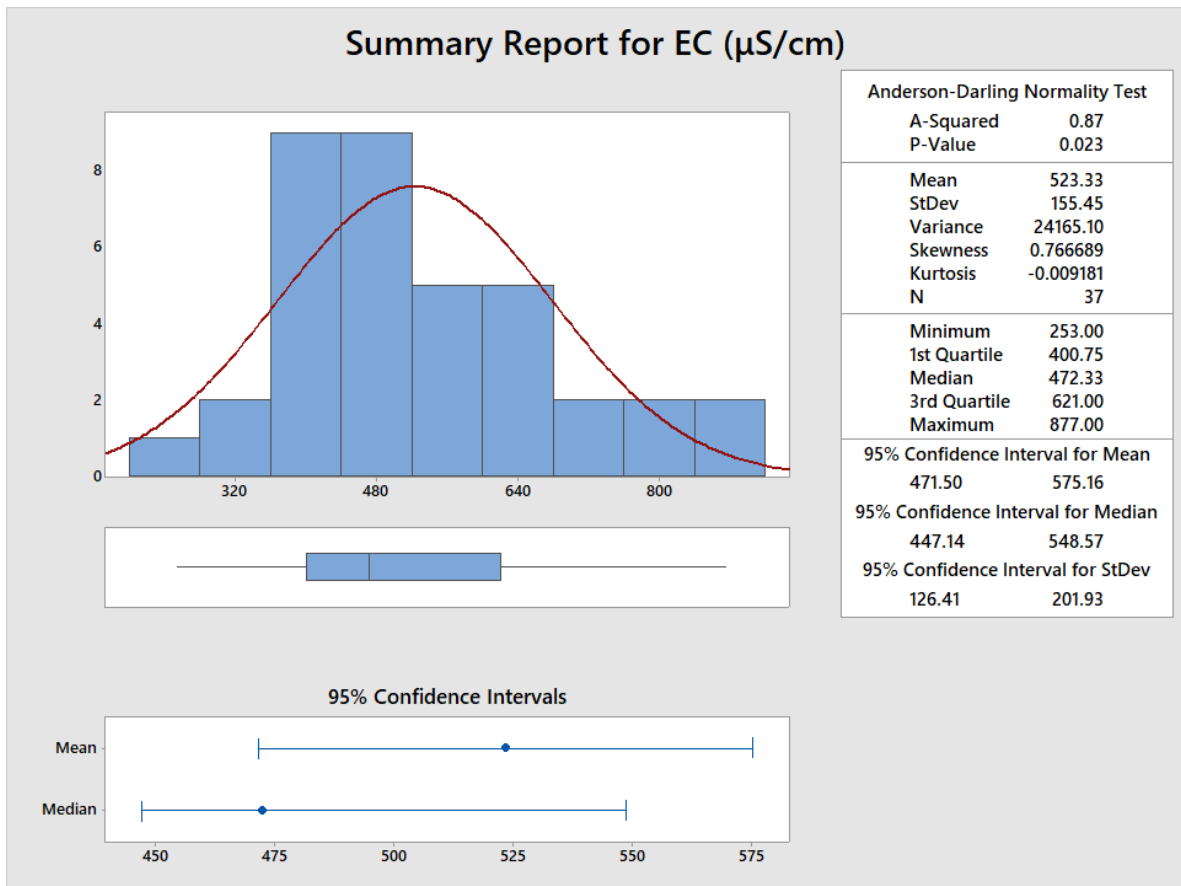 Summary Report for EC (µS/cm)
8
6
4
2
0
320 480 640 800
Anderson-Darling Normality Test
A-Squared 0.87
P-Value 0.023
Mean 523.33
StDev 155.45
Variance 24165.10
Skewness 0.766689
Kurtosis -0.009181
N 37
Minimum 253.00
1st Quartile 400.75
Median 472.33
3rd Quartile 621.00
Maximum 877.00
95% Confidence Interval for Mean
471.50 575.16
95% Confidence Interval for Median
447.14 548.57
95% Confidence Interval for StDev
126.41 201.93
95% Confidence Intervals
Mean
Median
450 475 500 525 550 575